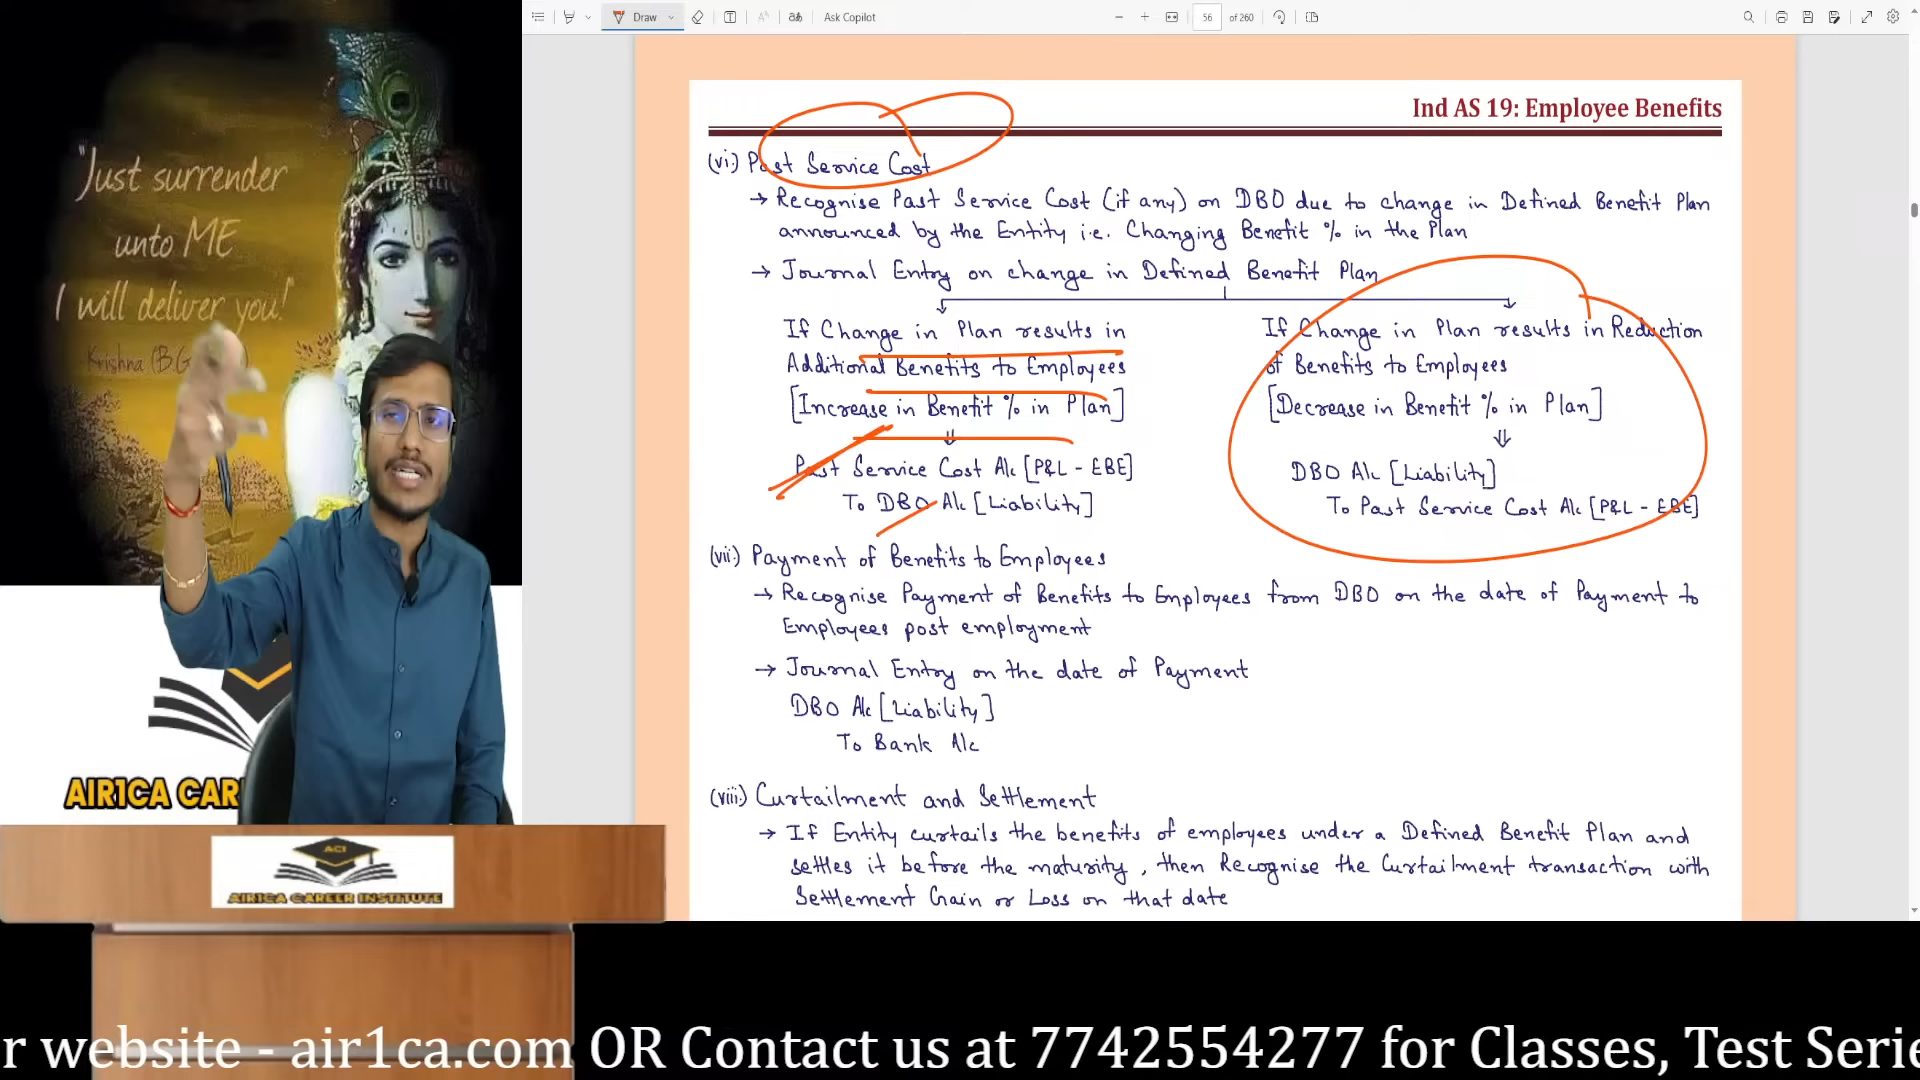 Draw
Ask Copilot
56 of 260
"Just surrender
unto ME
I will deliver you!"
Krishna (B.G
Ind AS 19: Employee Benefits
(vi) Past Service Cost
→ Recognise Past Service Cost (if any) on DBO due to change in Defined Benefit Plan
announced by the Entity i.e. Changing Benefit % in the Plan
→ Journal Entry on change in Defined Benefit Plan
If Change in Plan results in
Additional Benefits to Employees
[Increase in Benefit % in Plan]
Past Service Cost A/c [P&L - EBE]
To DBO A/c [Liability]
If Change in Plan results in Reduction
of Benefits to Employees
[Decrease in Benefit % in Plan]
DBO A/c [Liability]
To Past Service Cost A/c [P&L - EBE]
(vii) Payment of Benefits to Employees
→ Recognise Payment of Benefits to Employees from DBO on the date of Payment to
Employees post employment
→ Journal Entry on the date of Payment
DBO A/c [Liability]
To Bank A/c
(viii) Curtailment and Settlement
→ If Entity curtails the benefits of employees under a Defined Benefit Plan and
settles it before the maturity, then Recognise the Curtailment transaction with
Settlement Gain or Loss on that date
AIR1CA CAR
ACI
AIR1CA CAREER INSTITUTE
r website - air1ca.com OR Contact us at 7742554277 for Classes, Test Serie